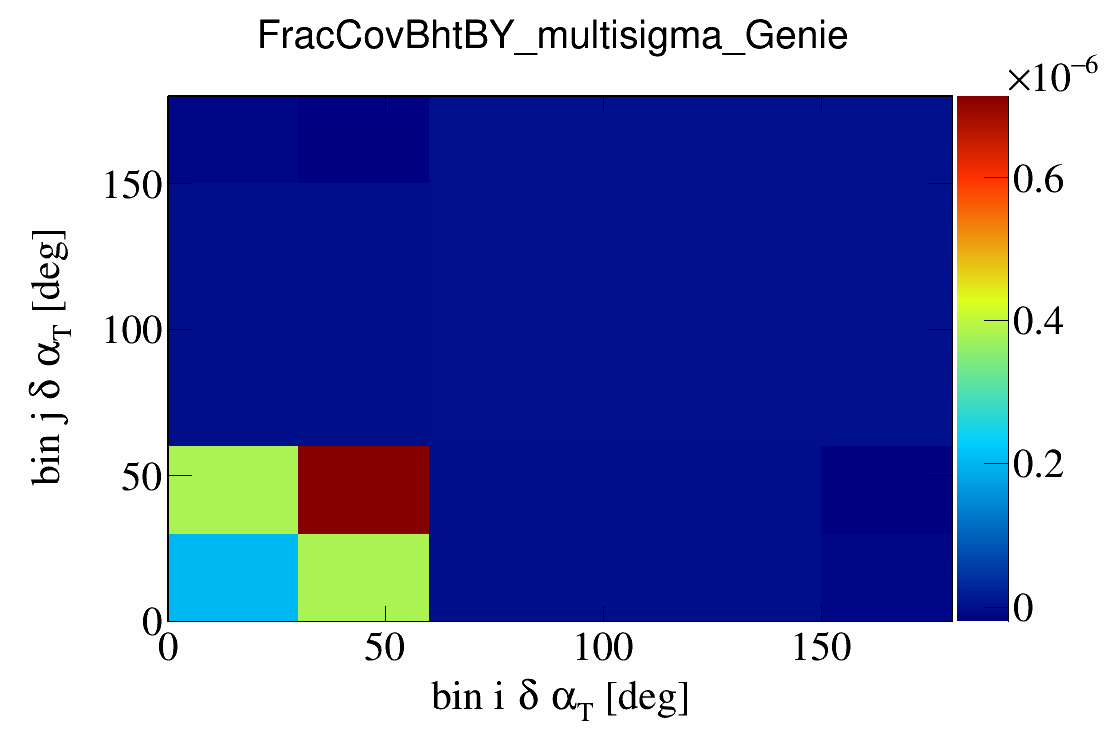 FracCovBhtBY_multisigma_Genie
×10⁻⁶
bin j δ α_T [deg]
150
100
50
0
0.6
0.4
0.2
0
0 50 100 150
bin i δ α_T [deg]